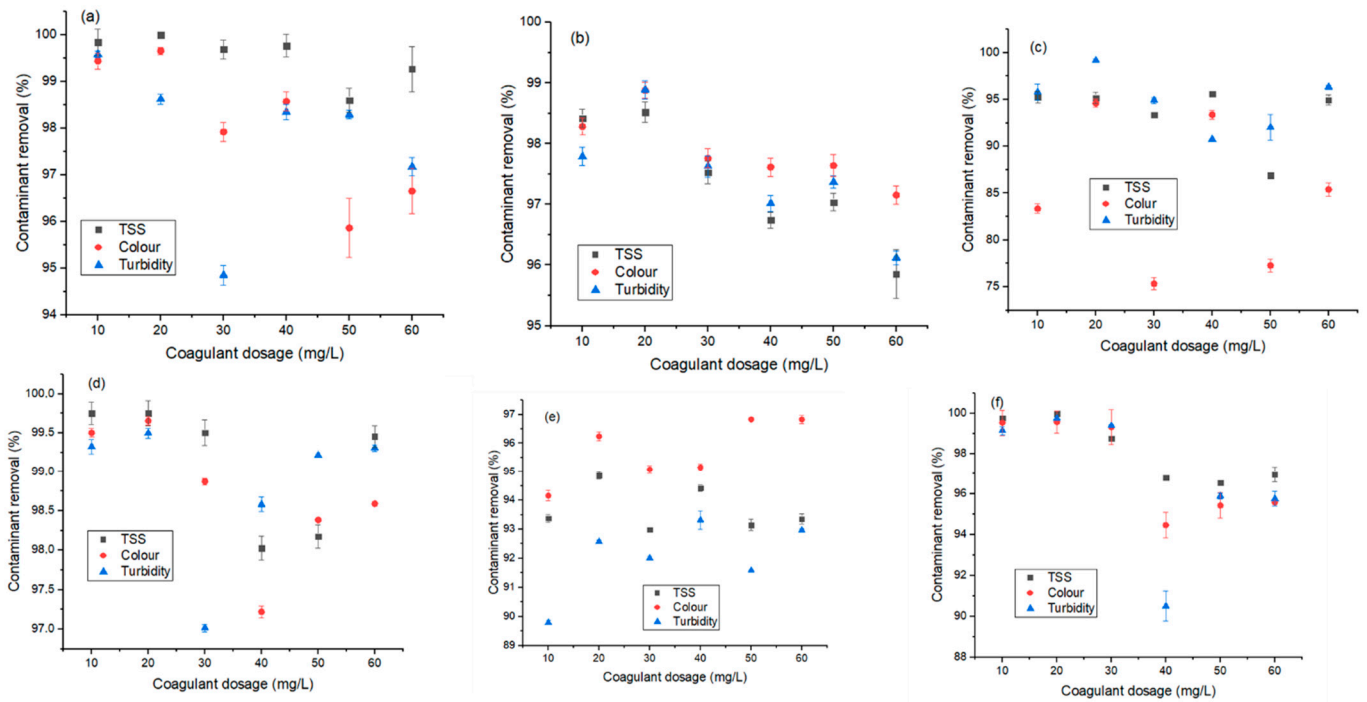 (a)
Contaminant removal (%)
100
99
98
97
96
95
94
TSS
Colour
Turbidity
10 20 30 40 50 60
Coagulant dosage (mg/L)
(b)
Contaminant removal (%)
100
99
98
97
96
95
TSS
Colour
Turbidity
10 20 30 40 50 60
Coagulant dosage (mg/L)
(c)
Contaminant removal (%)
100
95
90
85
80
75
TSS
Colur
Turbidity
10 20 30 40 50 60
Coagulant dosage (mg/L)
(d)
Contaminant removal (%)
100.0
99.5
99.0
98.5
98.0
97.5
97.0
TSS
Colour
Turbidity
10 20 30 40 50 60
Coagulant dosage (mg/L)
(e)
Contaminant removal (%)
97
96
95
94
93
92
91
90
89
TSS
Colour
Turbidity
10 20 30 40 50 60
Coagulant dosage (mg/L)
(f)
Contaminant removal (%)
100
98
96
94
92
90
88
TSS
Colour
Turbidity
10 20 30 40 50 60
Coagulant dosage (mg/L)